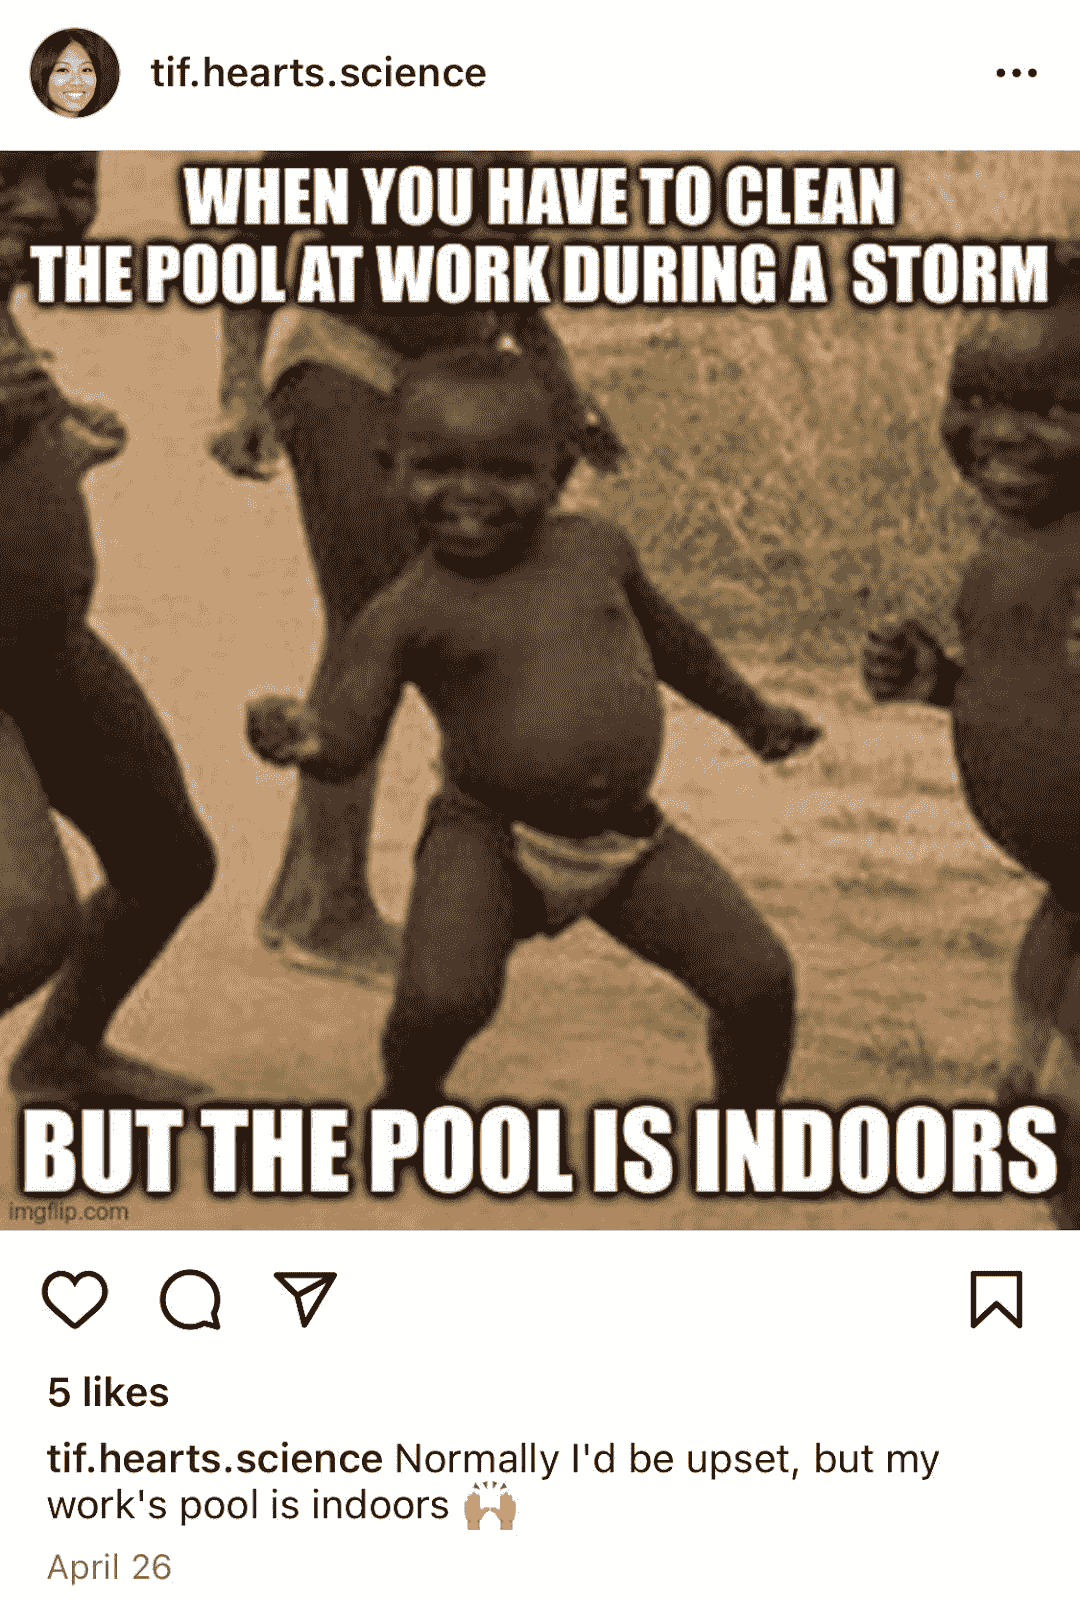 tif.hearts.science
WHEN YOU HAVE TO CLEAN
THE POOL AT WORK DURING A STORM
BUT THE POOL IS INDOORS
imgflip.com
5 likes
tif.hearts.science Normally I'd be upset, but my
work's pool is indoors 🙌🏽
April 26